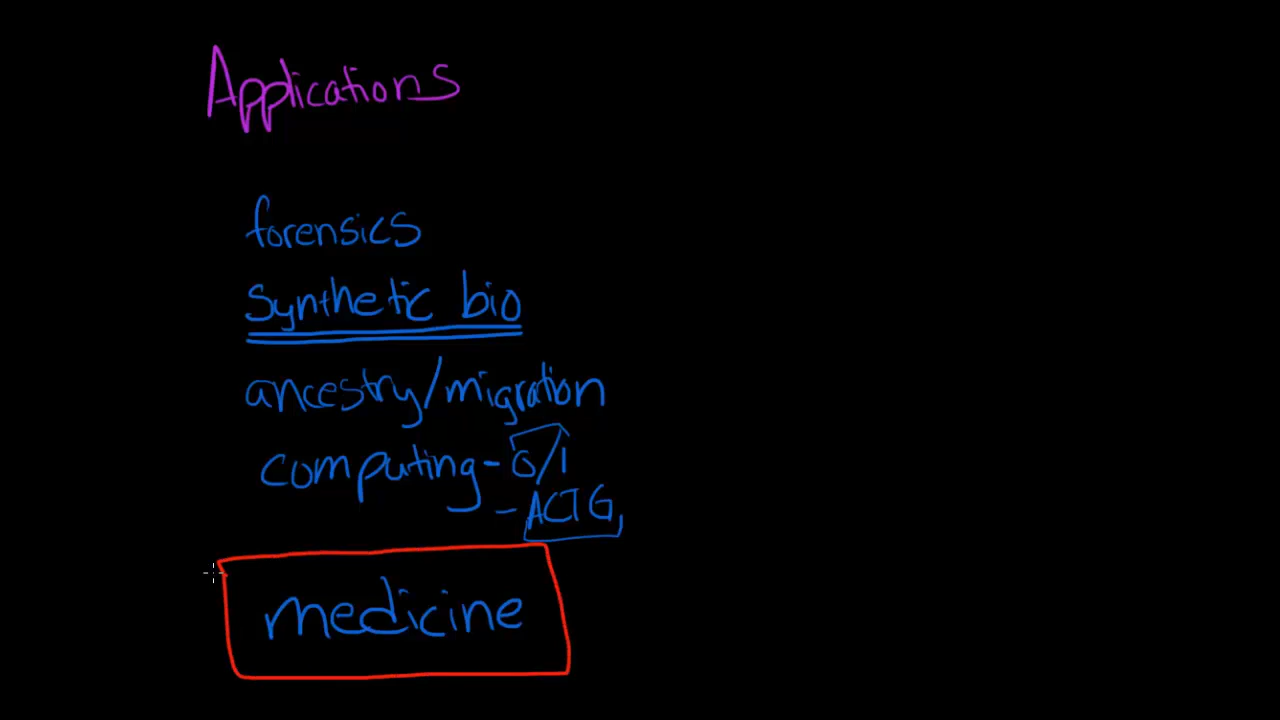 Applications
forensics
Synthetic bio
ancestry/migration
computing - 0/1
- ACTG
medicine